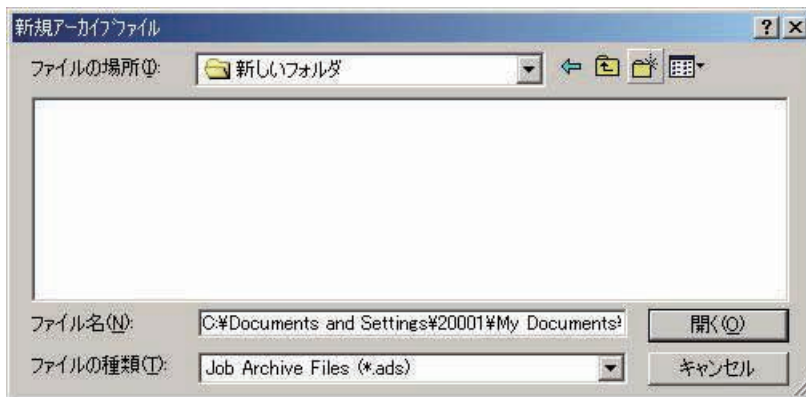 新規アーカイブファイル
ファイルの場所(I):
新しいフォルダ
ファイル名(N):
C:¥Documents and Settings¥20001¥My Documents¥
開く(O)
ファイルの種類(T):
Job Archive Files (*.ads)
キャンセル